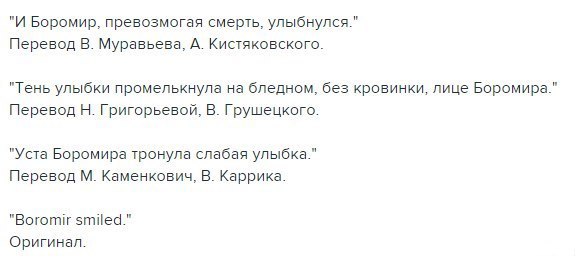 "И Боромир, превозмогая смерть, улыбнулся."
Перевод В. Муравьева, А. Кистяковского.
"Тень улыбки промелькнула на бледном, без кровинки, лице Боромира."
Перевод Н. Григорьевой, В. Грушецкого.
"Уста Боромира тронула слабая улыбка."
Перевод М. Каменкович, В. Каррика.
"Boromir smiled."
Оригинал.